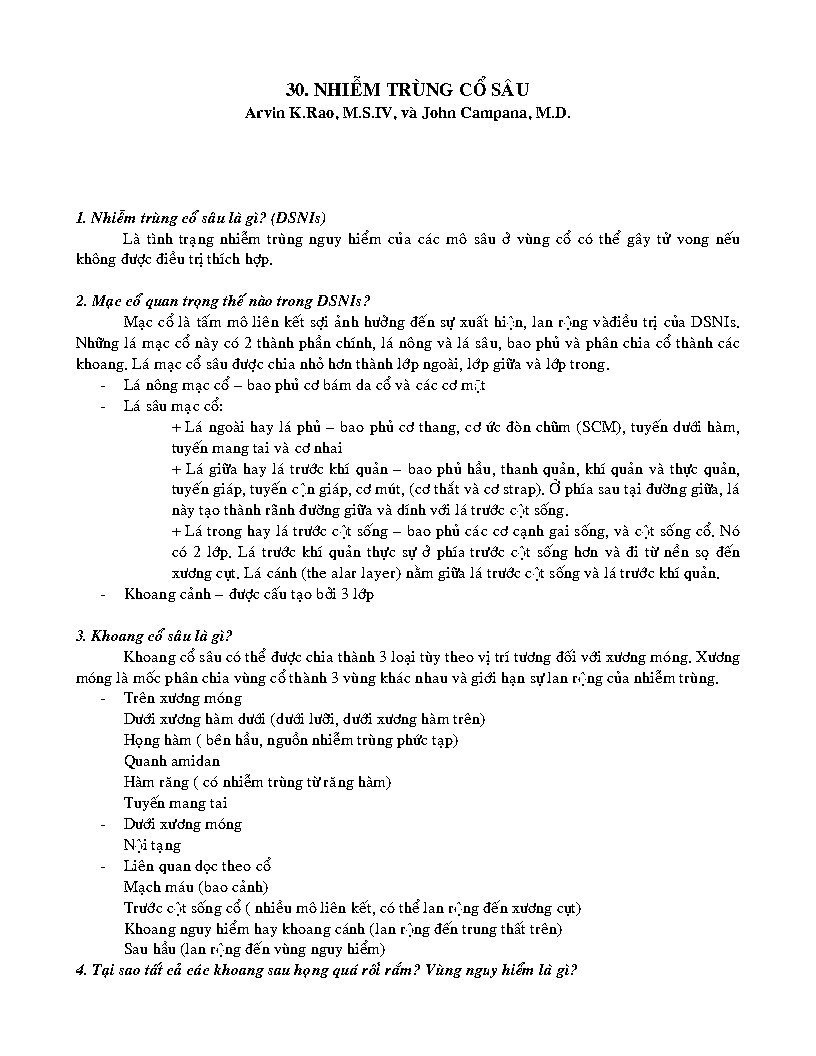 30. NHIỄM TRÙNG CỔ SÂU
Arvin K.Rao, M.S.IV, và John Campana, M.D.
1. Nhiễm trùng cổ sâu là gì? (DSNIs)
Là tình trạng nhiễm trùng nguy hiểm của các mô sâu ở vùng cổ có thể gây tử vong nếu
không được điều trị thích hợp.
2. Mạc cổ quan trọng thế nào trong DSNIs?
Mạc cổ là tấm mô liên kết sợi ảnh hưởng đến sự xuất hiện, lan rộng vàđiều trị của DSNIs.
Những lá mạc cổ này có 2 thành phần chính, lá nông và lá sâu, bao phủ và phân chia cổ thành các
khoang. Lá mạc cổ sâu được chia nhỏ hơn thành lớp ngoài, lớp giữa và lớp trong.
- Lá nông mạc cổ – bao phủ cơ bám da cổ và các cơ mặt
- Lá sâu mạc cổ:
+ Lá ngoài hay lá phủ – bao phủ cơ thang, cơ ức đòn chũm (SCM), tuyến dưới hàm,
tuyến mang tai và cơ nhai
+ Lá giữa hay lá trước khí quản – bao phủ hầu, thanh quản, khí quản và thực quản,
tuyến giáp, tuyến cận giáp, cơ mút, (cơ thắt và cơ strap). Ở phía sau tại đường giữa, lá
này tạo thành rãnh đường giữa và dính với lá trước cột sống.
+ Lá trong hay lá trước cột sống – bao phủ các cơ cạnh gai sống, và cột sống cổ. Nó
có 2 lớp. Lá trước khí quản thực sự ở phía trước cột sống hơn và đi từ nền sọ đến
xương cụt. Lá cánh (the alar layer) nằm giữa lá trước cột sống và lá trước khí quản.
- Khoang cảnh – được cấu tạo bởi 3 lớp
3. Khoang cổ sâu là gì?
Khoang cổ sâu có thể được chia thành 3 loại tùy theo vị trí tương đối với xương móng. Xương
móng là mốc phân chia vùng cổ thành 3 vùng khác nhau và giới hạn sự lan rộng của nhiễm trùng.
- Trên xương móng
Dưới xương hàm dưới (dưới lưỡi, dưới xương hàm trên)
Họng hàm ( bên hầu, nguồn nhiễm trùng phức tạp)
Quanh amidan
Hàm răng ( có nhiễm trùng từ răng hàm)
Tuyến mang tai
- Dưới xương móng
Nội tạng
- Liên quan dọc theo cổ
Mạch máu (bao cảnh)
Trước cột sống cổ ( nhiều mô liên kết, có thể lan rộng đến xương cụt)
Khoang nguy hiểm hay khoang cánh (lan rộng đến trung thất trên)
Sau hầu (lan rộng đến vùng nguy hiểm)
4. Tại sao tất cả các khoang sau họng quá rối rắm? Vùng nguy hiểm là gì?